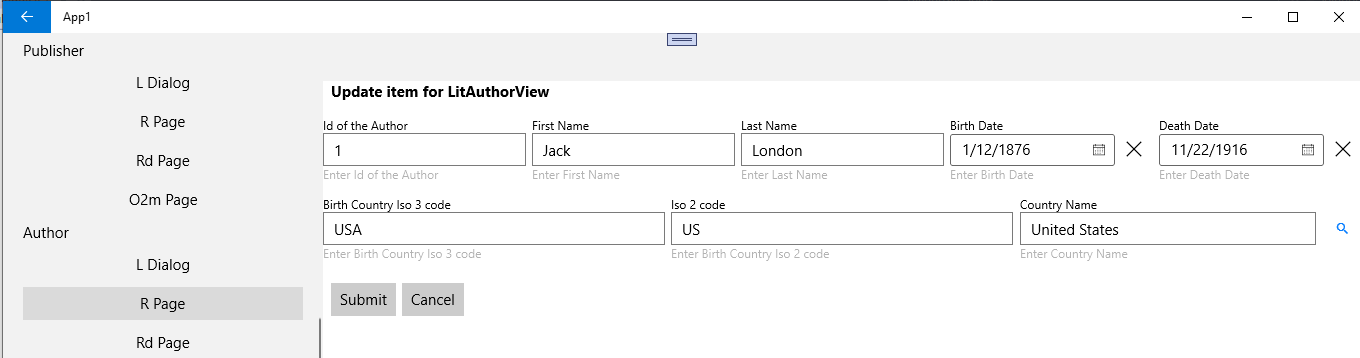 App1
Publisher
L Dialog
R Page
Rd Page
O2m Page
Author
L Dialog
R Page
Rd Page
Update item for LitAuthorView
Id of the Author First Name Last Name Birth Date Death Date
1 Jack London 1/12/1876 11/22/1916
Enter Id of the Author Enter First Name Enter Last Name Enter Birth Date Enter Death Date
Birth Country Iso 3 code Iso 2 code Country Name
USA US United States
Enter Birth Country Iso 3 code Enter Birth Country Iso 2 code Enter Country Name
Submit Cancel